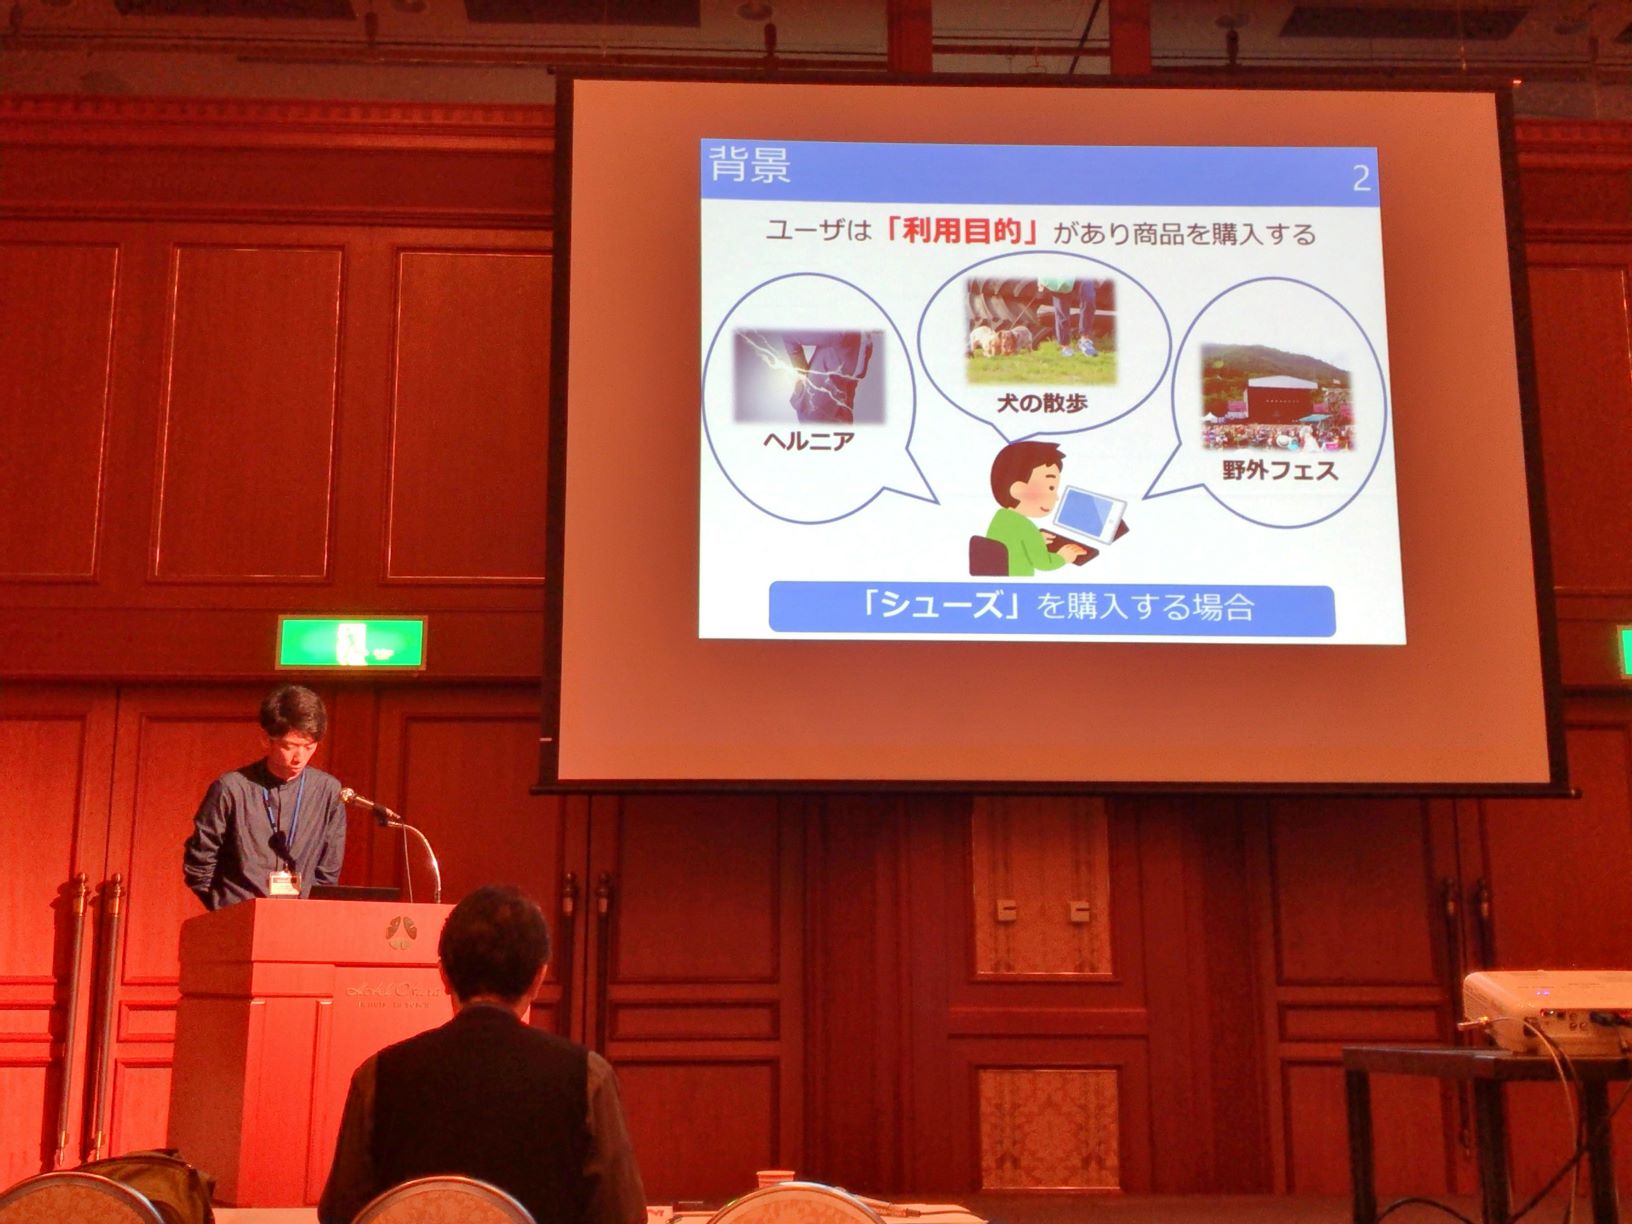 背景
2
ユーザは「利用目的」があり商品を購入する
犬の散歩
ヘルニア
野外フェス
「シューズ」を購入する場合
Hotel Okura